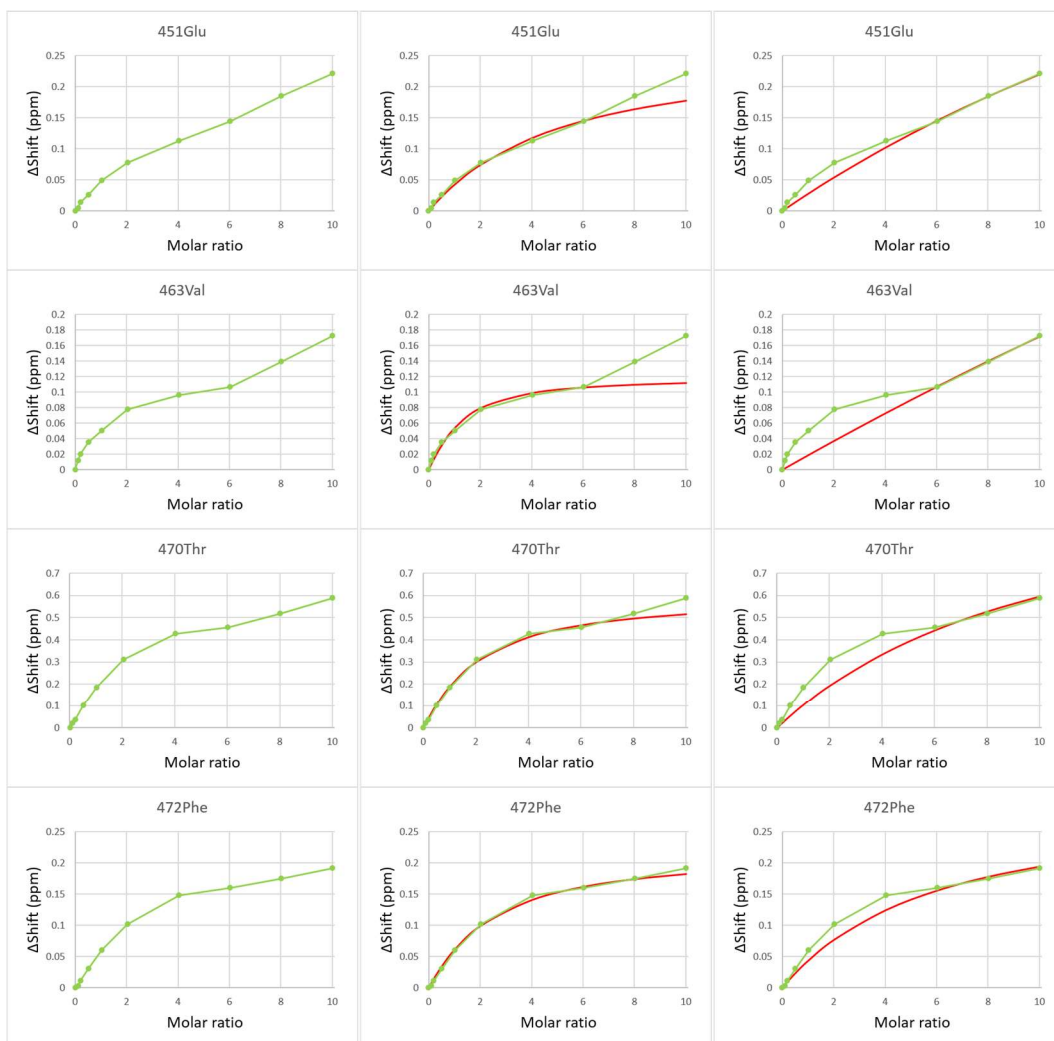 451Glu 451Glu 451Glu
ΔShift (ppm) ΔShift (ppm) ΔShift (ppm)
0.25 0.25 0.25
0.2 0.2 0.2
0.15 0.15 0.15
0.1 0.1 0.1
0.05 0.05 0.05
0 0 0
0 2 4 6 8 10 0 2 4 6 8 10 0 2 4 6 8 10
Molar ratio Molar ratio Molar ratio
463Val 463Val 463Val
ΔShift (ppm) ΔShift (ppm) ΔShift (ppm)
0.2 0.2 0.2
0.18 0.18 0.18
0.16 0.16 0.16
0.14 0.14 0.14
0.12 0.12 0.12
0.1 0.1 0.1
0.08 0.08 0.08
0.06 0.06 0.06
0.04 0.04 0.04
0.02 0.02 0.02
0 0 0
0 2 4 6 8 10 0 2 4 6 8 10 0 2 4 6 8 10
Molar ratio Molar ratio Molar ratio
470Thr 470Thr 470Thr
ΔShift (ppm) ΔShift (ppm) ΔShift (ppm)
0.7 0.7 0.7
0.6 0.6 0.6
0.5 0.5 0.5
0.4 0.4 0.4
0.3 0.3 0.3
0.2 0.2 0.2
0.1 0.1 0.1
0 0 0
0 2 4 6 8 10 0 2 4 6 8 10 0 2 4 6 8 10
Molar ratio Molar ratio Molar ratio
472Phe 472Phe 472Phe
ΔShift (ppm) ΔShift (ppm) ΔShift (ppm)
0.25 0.25 0.25
0.2 0.2 0.2
0.15 0.15 0.15
0.1 0.1 0.1
0.05 0.05 0.05
0 0 0
0 2 4 6 8 10 0 2 4 6 8 10 0 2 4 6 8 10
Molar ratio Molar ratio Molar ratio